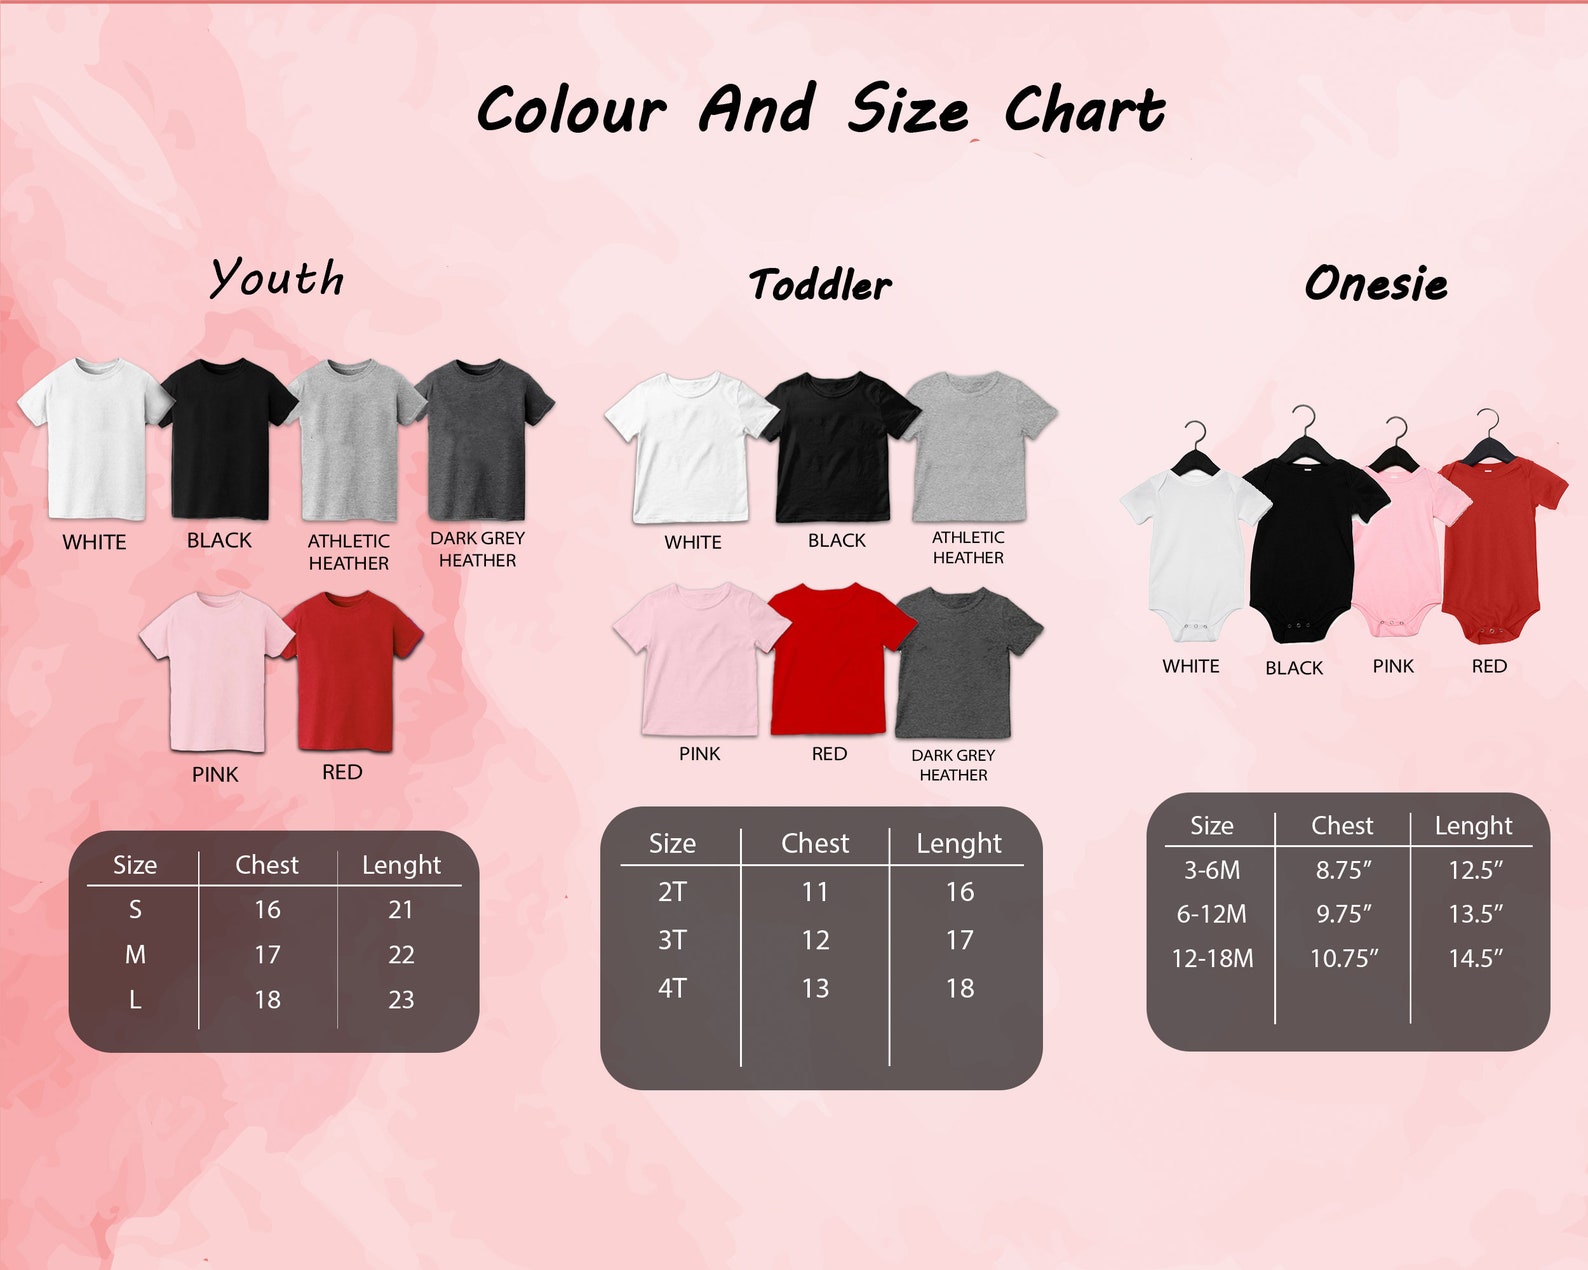 Colour And Size Chart
Youth
WHITE
BLACK
ATHLETIC
HEATHER
DARK GREY
HEATHER
PINK
RED
Size Chest Lenght
S 16 21
M 17 22
L 18 23
Toddler
WHITE
BLACK
ATHLETIC
HEATHER
PINK
RED
DARK GREY
HEATHER
Size Chest Lenght
2T 11 16
3T 12 17
4T 13 18
Onesie
WHITE
BLACK
PINK
RED
Size Chest Lenght
3-6M 8.75” 12.5”
6-12M 9.75” 13.5”
12-18M 10.75” 14.5”